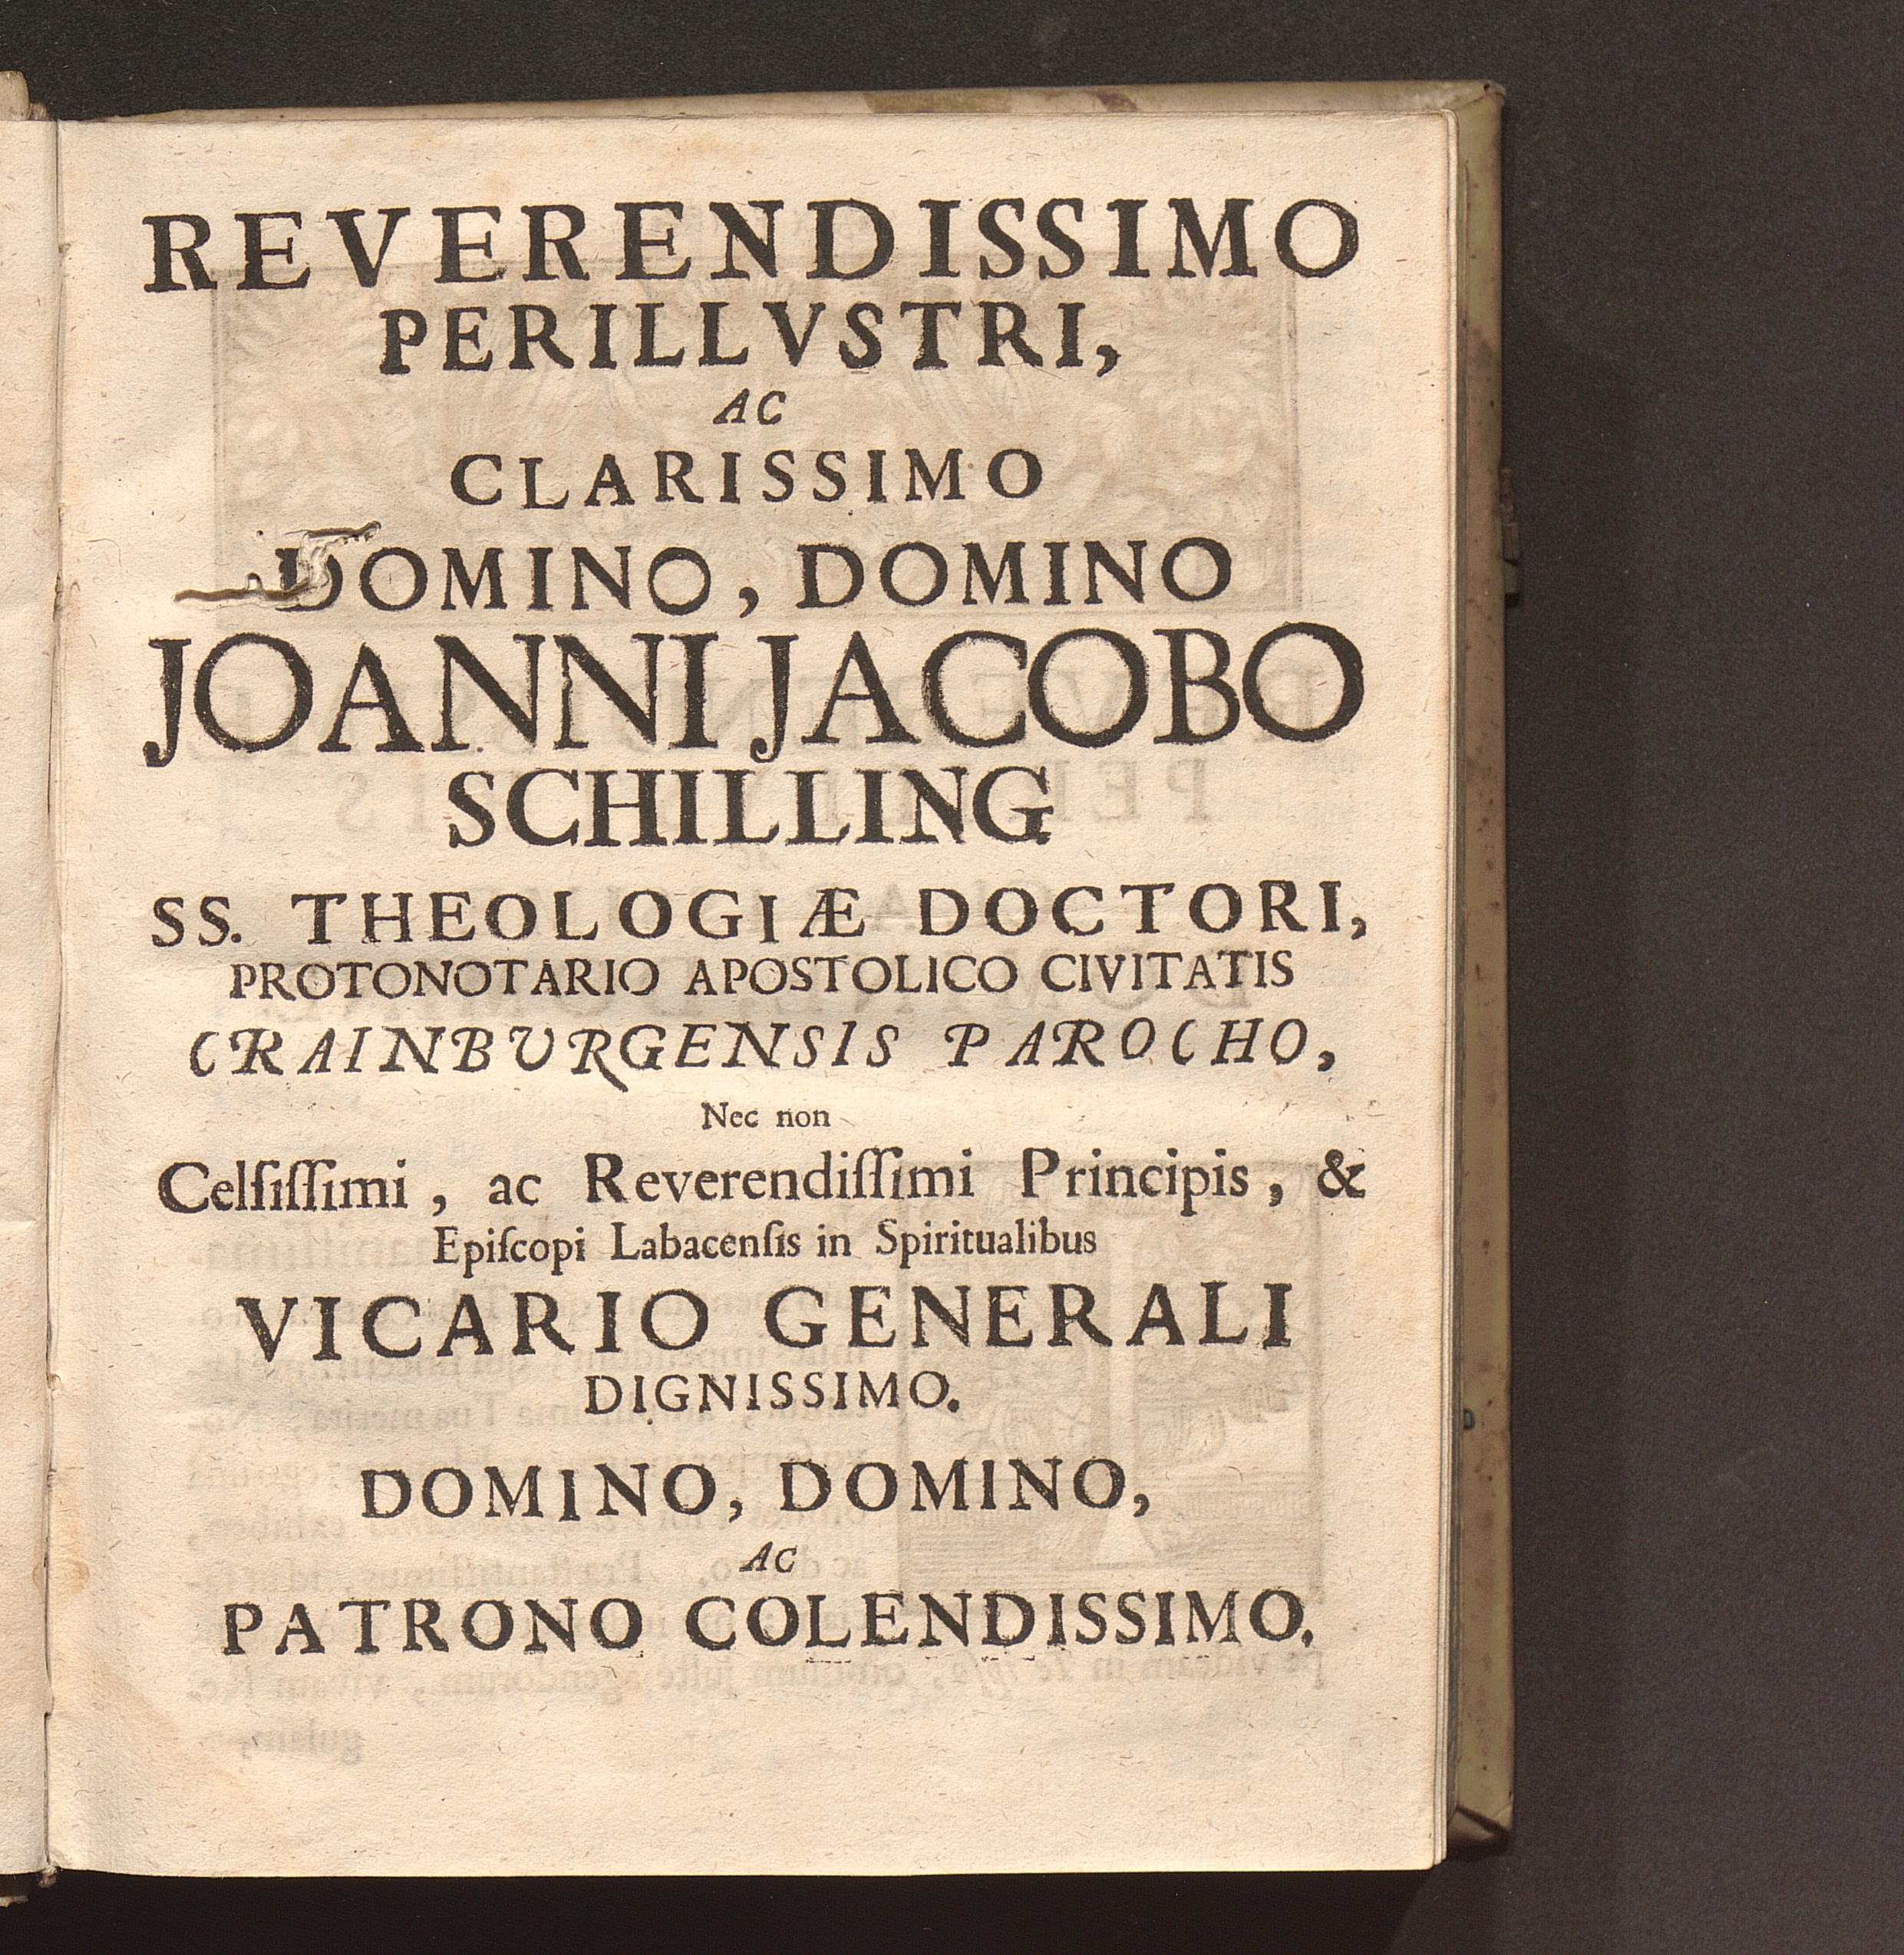 REVERENDISSIMO
PERILLVSTRI,
AC
CLARISSIMO
DOMINO, DOMINO
JOANNI JACOBO
SCHILLING
SS. THEOLOGIÆ DOCTORI,
PROTONOTARIO APOSTOLICO CIVITATIS
CRAINBURGENSIS PAROCHO,
Nec non
Celſiſſimi, ac Reverendiſſimi Principis, &
Epiſcopi Labacenſis in Spiritualibus
VICARIO GENERALI
DIGNISSIMO.
DOMINO, DOMINO,
AC
PATRONO COLENDISSIMO.